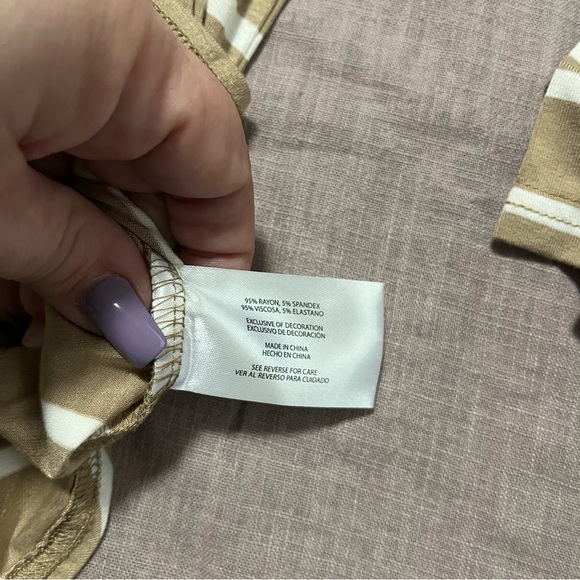 95% RAYON, 5% SPANDEX
95% VISCOSA, 5% ELASTANO
EXCLUSIVE OF DECORATION
EXCLUSIVO DE DECORACIÓN
MADE IN CHINA
HECHO EN CHINA
SEE REVERSE FOR CARE
VER AL REVERSO PARA CUIDADO